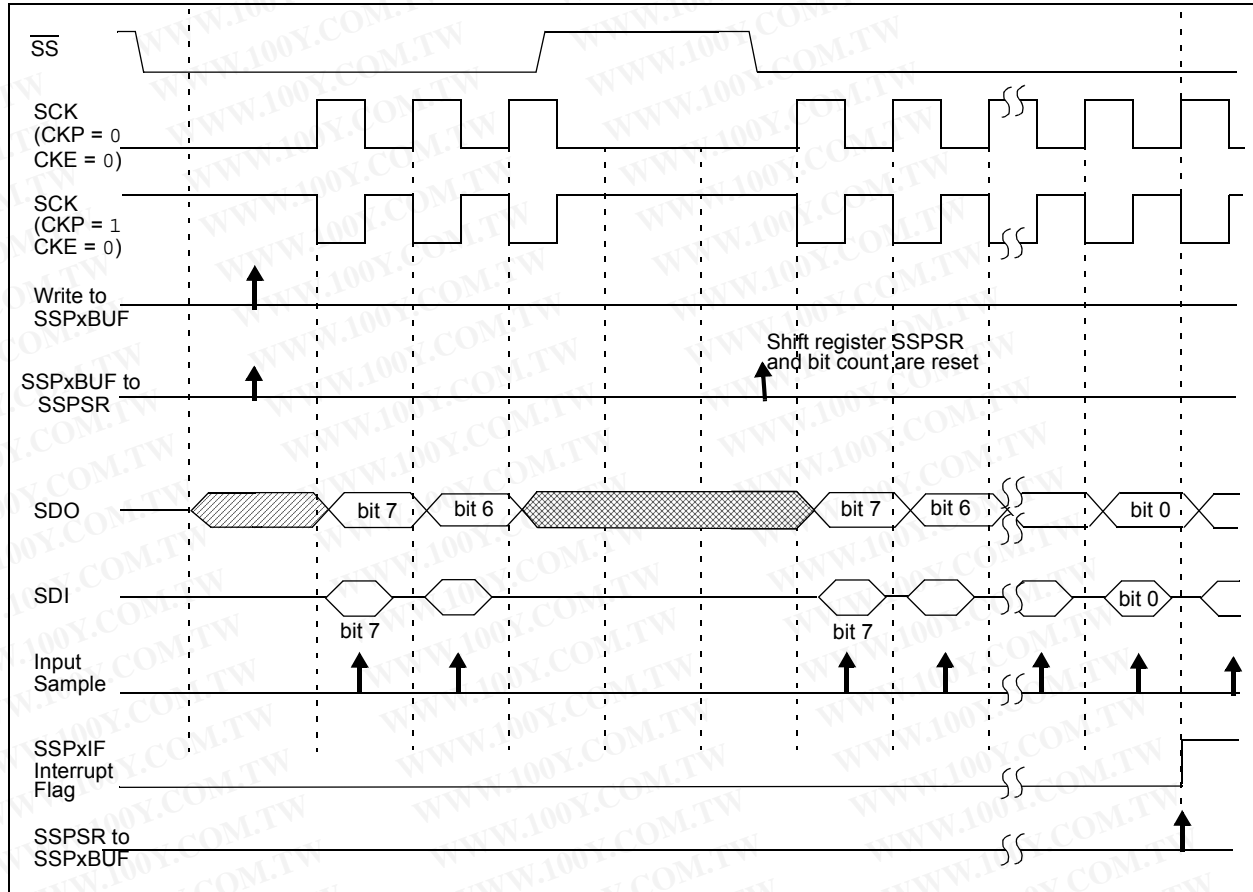 SS
SCK
(CKP = 0
CKE = 0)
SCK
(CKP = 1
CKE = 0)
Write to
SSPxBUF
Shift register SSPSR
and bit count are reset
SSPxBUF to
SSPSR
SDO
bit 7
bit 6
bit 7
bit 6
bit 0
SDI
bit 0
bit 7
bit 7
Input
Sample
SSPxIF
Interrupt
Flag
SSPSR to
SSPxBUF
WWW.100Y.COM.TW